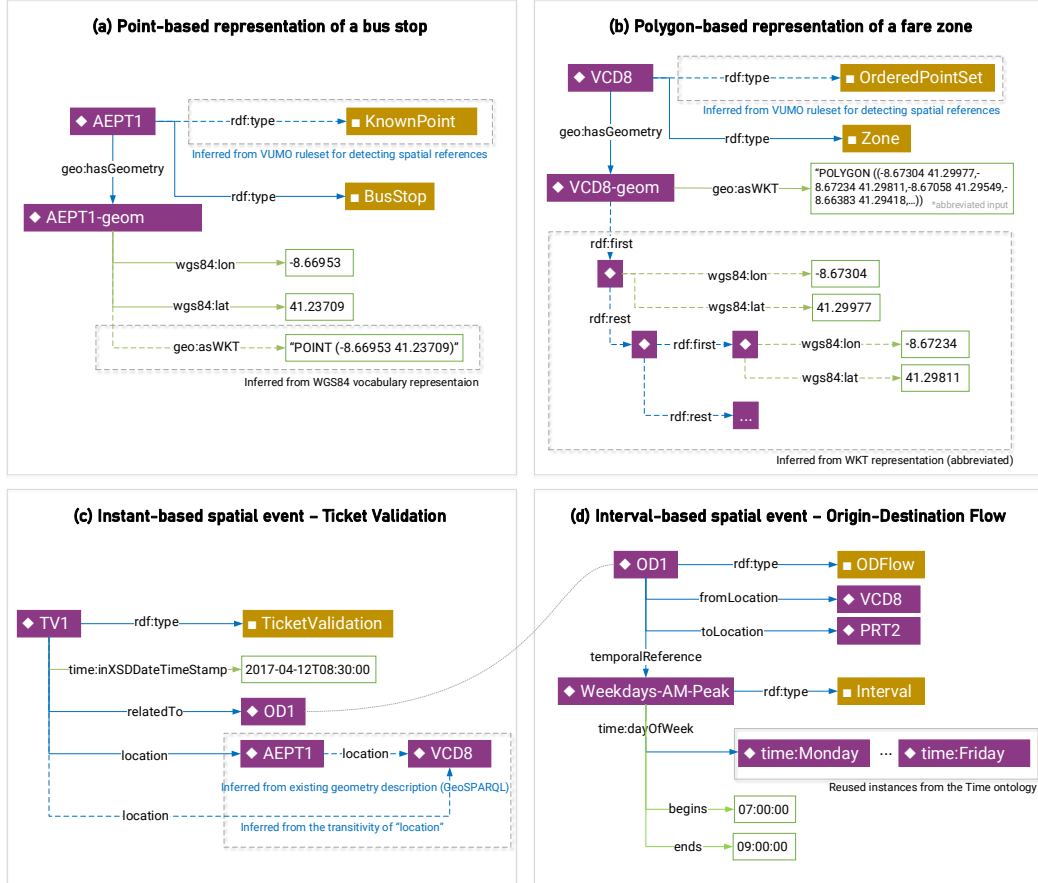 (a) Point-based representation of a bus stop
◆ AEPT1
rdf:type
■ KnownPoint
Inferred from VUMO ruleset for detecting spatial references
geo:hasGeometry
rdf:type
■ BusStop
◆ AEPT1-geom
wgs84:lon
-8.66953
wgs84:lat
41.23709
geo:asWKT
“POINT (-8.66953 41.23709)”
Inferred from WGS84 vocabulary representaion
(b) Polygon-based representation of a fare zone
◆ VCD8
rdf:type
■ OrderedPointSet
Inferred from VUMO ruleset for detecting spatial references
geo:hasGeometry
rdf:type
■ Zone
◆ VCD8-geom
geo:asWKT
“POLYGON ((-8.67304 41.29977,-
8.67234 41.29811,-8.67058 41.29549,-
8.66383 41.29418,...))
*abbreviated input
rdf:first
◆
wgs84:lon
-8.67304
wgs84:lat
41.29977
rdf:rest
◆
rdf:first
◆
wgs84:lon
-8.67234
wgs84:lat
41.29811
rdf:rest
...
Inferred from WKT representation (abbreviated)
(c) Instant-based spatial event – Ticket Validation
◆ TV1
rdf:type
■ TicketValidation
time:inXSDDateTimeStamp
2017-04-12T08:30:00
relatedTo
◆ OD1
location
◆ AEPT1
location
◆ VCD8
Inferred from existing geometry description (GeoSPARQL)
location
Inferred from the transitivity of “location”
(d) Interval-based spatial event – Origin-Destination Flow
◆ OD1
rdf:type
■ ODFlow
fromLocation
◆ VCD8
toLocation
◆ PRT2
temporalReference
◆ Weekdays-AM-Peak
rdf:type
■ Interval
time:dayOfWeek
◆ time:Monday
...
◆ time:Friday
Reused instances from the Time ontology
begins
07:00:00
ends
09:00:00